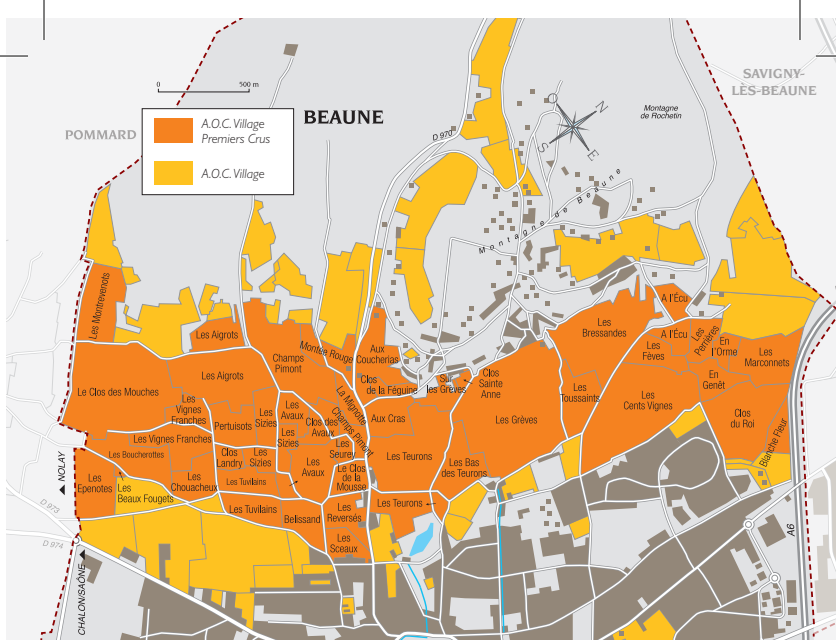 SAVIGNY-
LÈS-BEAUNE
0 500 m
BEAUNE
POMMARD
A.O.C. Village
Premiers Crus
A.O.C. Village
D 970
O
N
S
E
Montagne
de Rochetin
Montagne de Beaune
Les Montrevenots
Les Aigrots
Champs
Pimont
Montée Rouge
Aux
Coucherias
Clos
de la Féguine
Sur
les Grèves
Clos
Sainte
Anne
Les
Bressandes
A l'Écu
A l'Écu
Les
Fèves
Les
Perrières
En
l'Orme
Les
Marconnets
En
Genêt
Le Clos des Mouches
Les Aigrots
Les
Vignes
Franches
Pertuisots
Les
Sizies
Les
Avaux
Clos des
Avaux
La Mignotte
Champs Pimont
Aux Cras
Les Grèves
Les
Toussaints
Les
Cents Vignes
Clos
du Roi
Blanche Fleur
Les Vignes Franches
Les Boucherottes
Clos
Landry
Les
Sizies
Les
Sizies
Les
Avaux
Les
Seurey
Le Clos
de la
Mousse
Les Teurons
Les Bas
des Teurons
Les
Epenotes
Les
Beaux Fougets
Les
Chouacheux
Les Tuvilains
Les Tuvilains
Belissand
Les
Reversés
Les Teurons
Les
Sceaux
NOLAY
D 973
D 974
CHALON/SAÔNE
A6